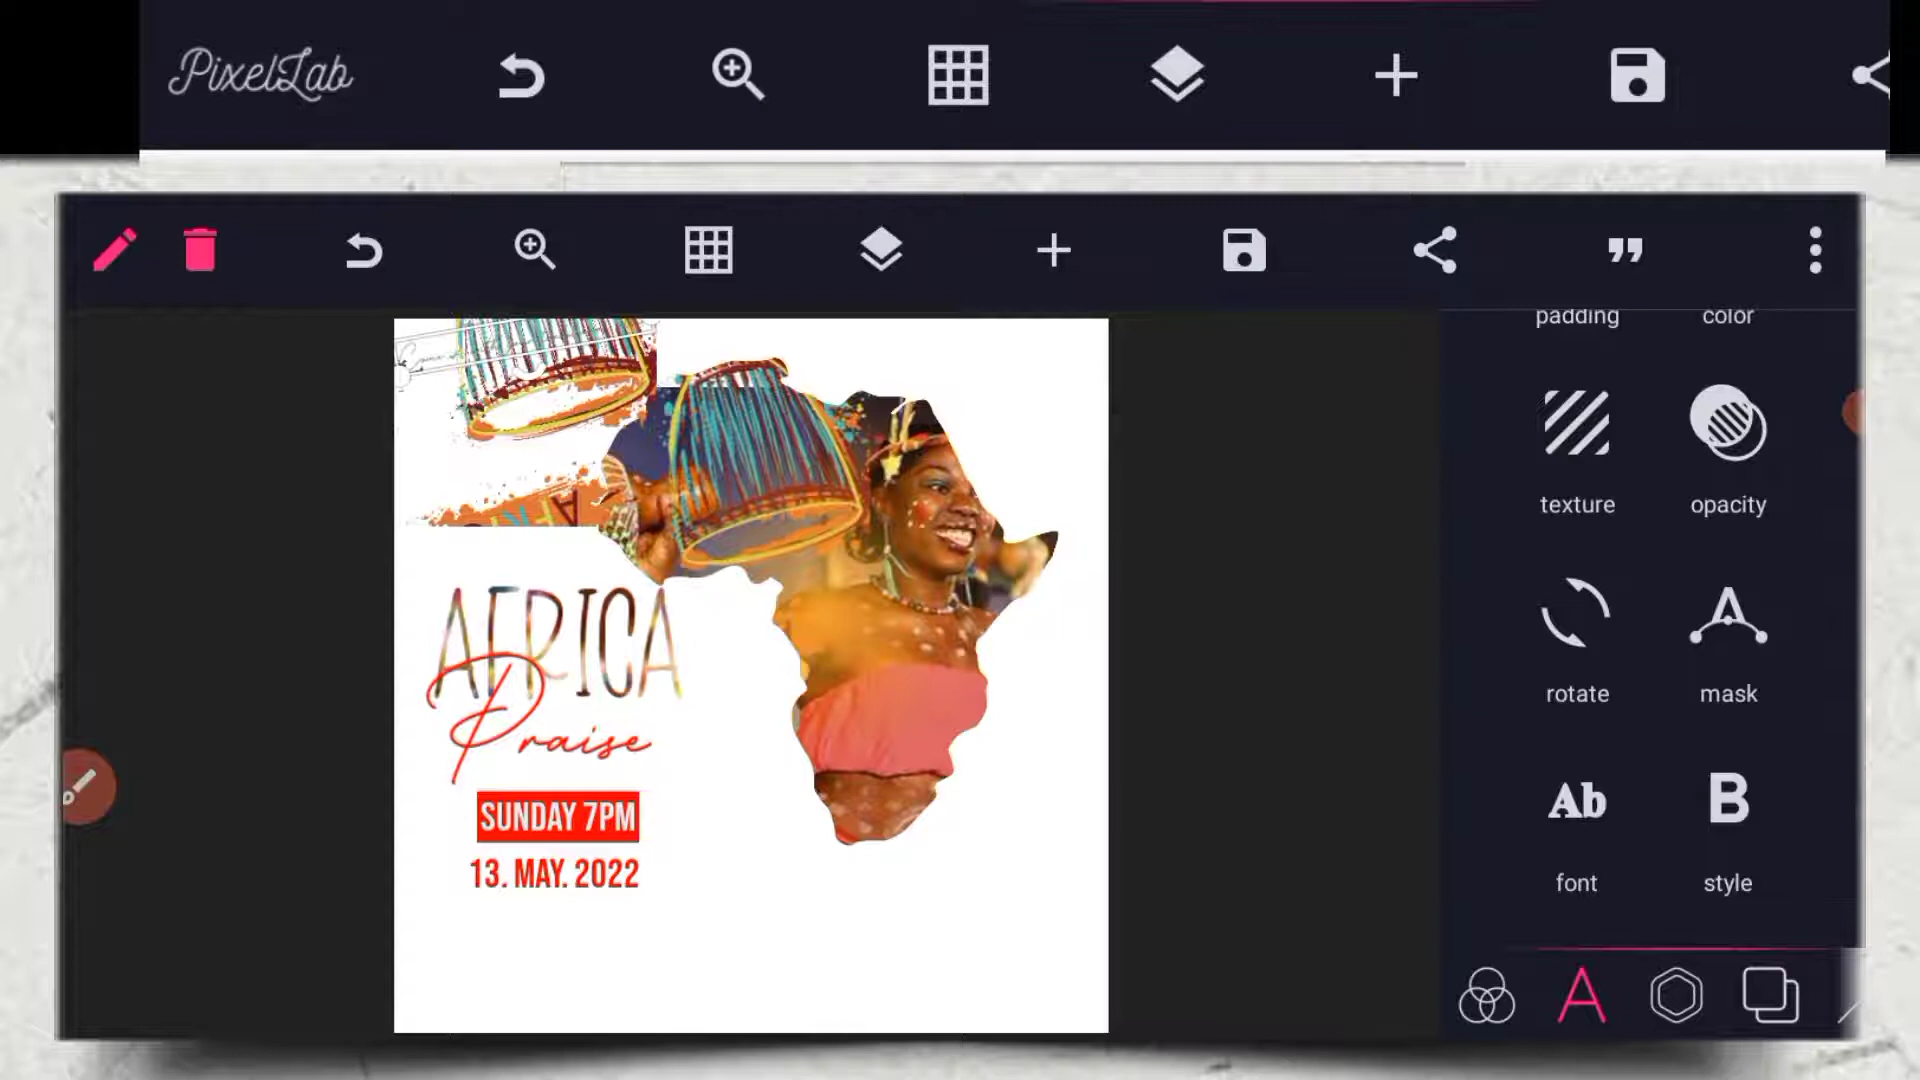 PixelLab
padding color
texture opacity
rotate mask
Ab B
font style
AFRICA
Praise
SUNDAY 7PM
13. MAY. 2022